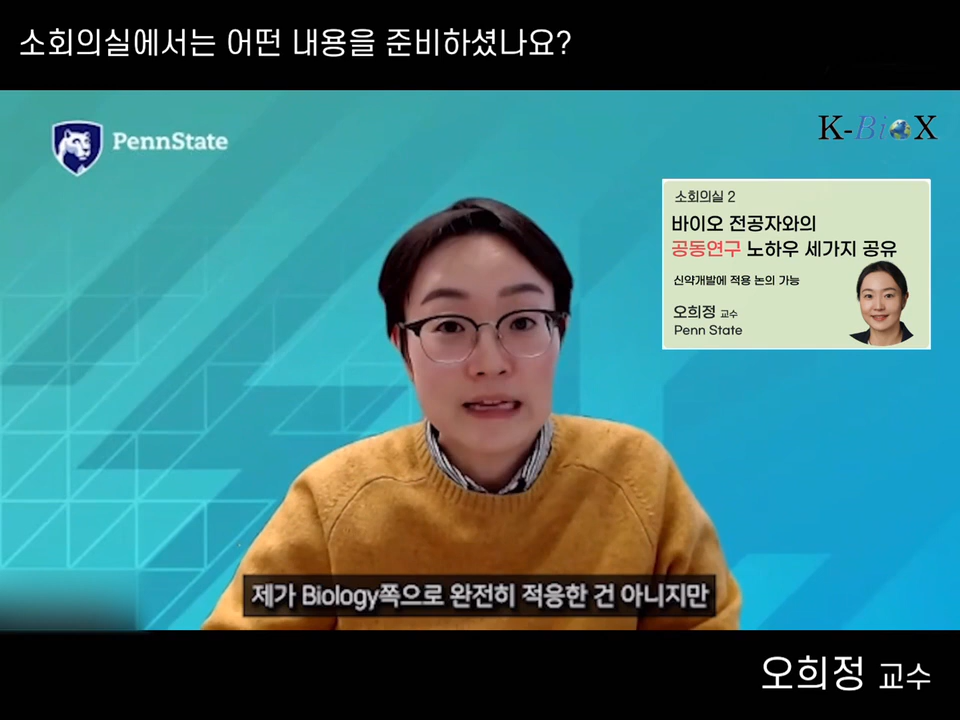 소회의실에서는 어떤 내용을 준비하셨나요?
PennState
K-BioX
소회의실 2
바이오 전공자와의
공동연구 노하우 세가지 공유
신약개발에 적용 논의 가능
오희정 교수
Penn State
제가 Biology쪽으로 완전히 적응한 건 아니지만
오희정 교수